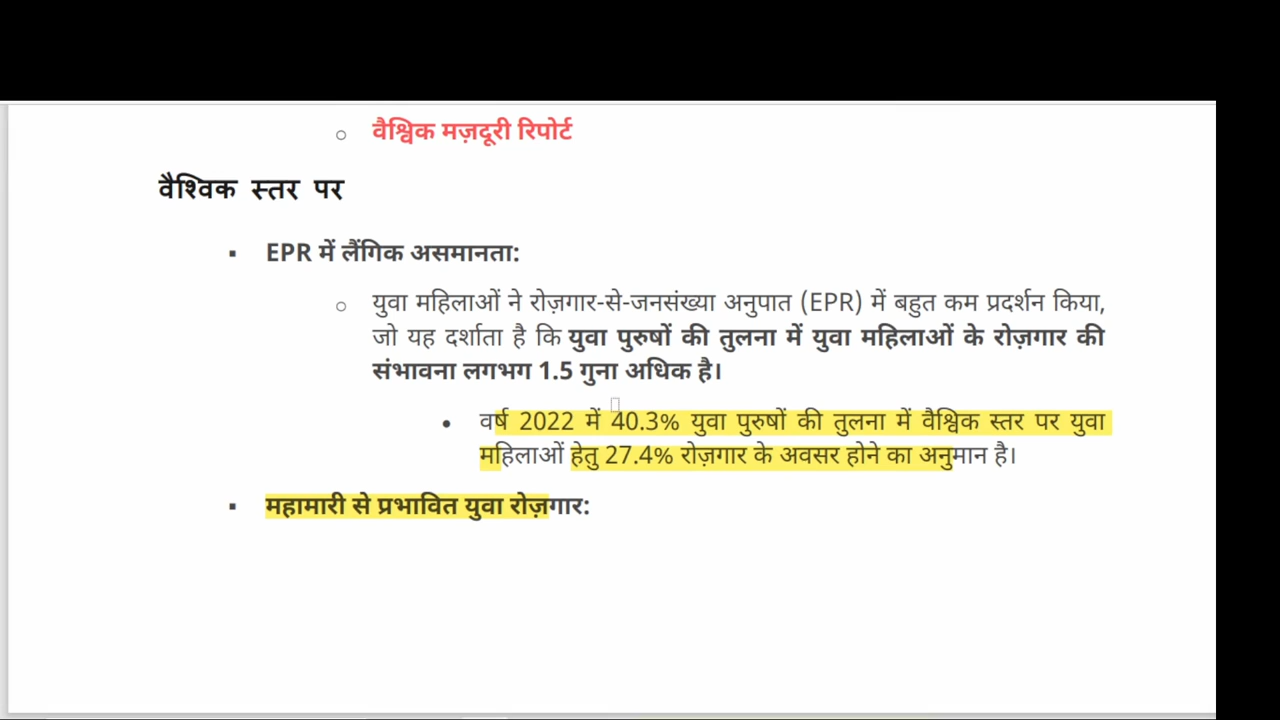 वैश्विक मज़दूरी रिपोर्ट
वैश्विक स्तर पर
EPR में लैंगिक असमानता:
युवा महिलाओं ने रोज़गार-से-जनसंख्या अनुपात (EPR) में बहुत कम प्रदर्शन किया,
जो यह दर्शाता है कि युवा पुरुषों की तुलना में युवा महिलाओं के रोज़गार की
संभावना लगभग 1.5 गुना अधिक है।
वर्ष 2022 में 40.3% युवा पुरुषों की तुलना में वैश्विक स्तर पर युवा
महिलाओं हेतु 27.4% रोज़गार के अवसर होने का अनुमान है।
महामारी से प्रभावित युवा रोज़गार: